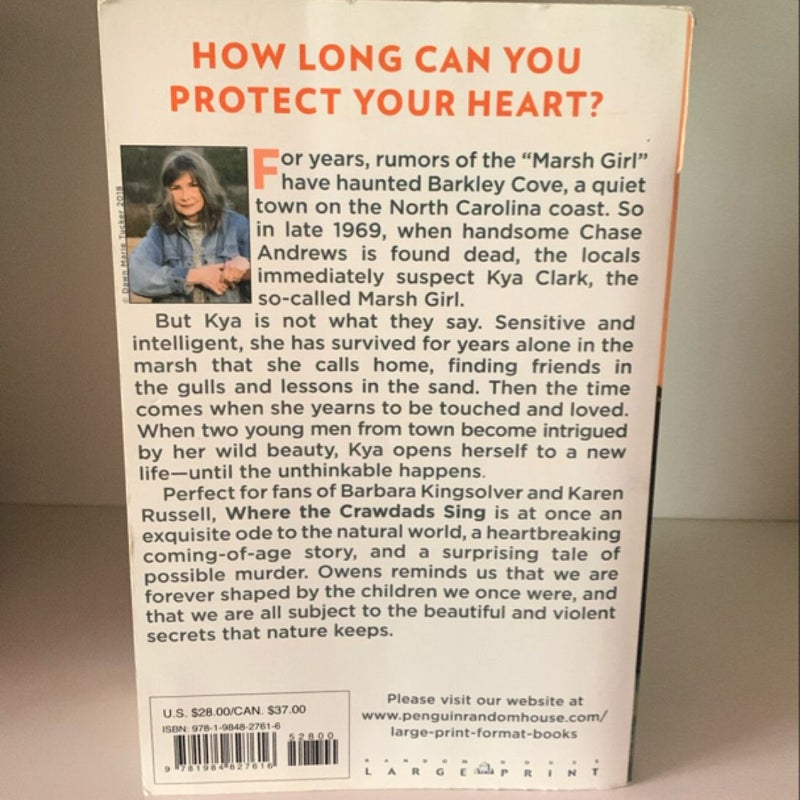 HOW LONG CAN YOU
PROTECT YOUR HEART?
© Dawn Marie Tucker 2018
For years, rumors of the “Marsh Girl”
have haunted Barkley Cove, a quiet
town on the North Carolina coast. So
in late 1969, when handsome Chase
Andrews is found dead, the locals
immediately suspect Kya Clark, the
so-called Marsh Girl.
But Kya is not what they say. Sensitive and
intelligent, she has survived for years alone in the
marsh that she calls home, finding friends in
the gulls and lessons in the sand. Then the time
comes when she yearns to be touched and loved.
When two young men from town become intrigued
by her wild beauty, Kya opens herself to a new
life—until the unthinkable happens.
Perfect for fans of Barbara Kingsolver and Karen
Russell, Where the Crawdads Sing is at once an
exquisite ode to the natural world, a heartbreaking
coming-of-age story, and a surprising tale of
possible murder. Owens reminds us that we are
forever shaped by the children we once were, and
that we are all subject to the beautiful and violent
secrets that nature keeps.
U.S. $28.00/CAN. $37.00
ISBN: 978-1-9848-2761-6
52800
9 781984 827616
Please visit our website at
www.penguinrandomhouse.com/
large-print-format-books
RANDOM HOUSE
LARGE PRINT